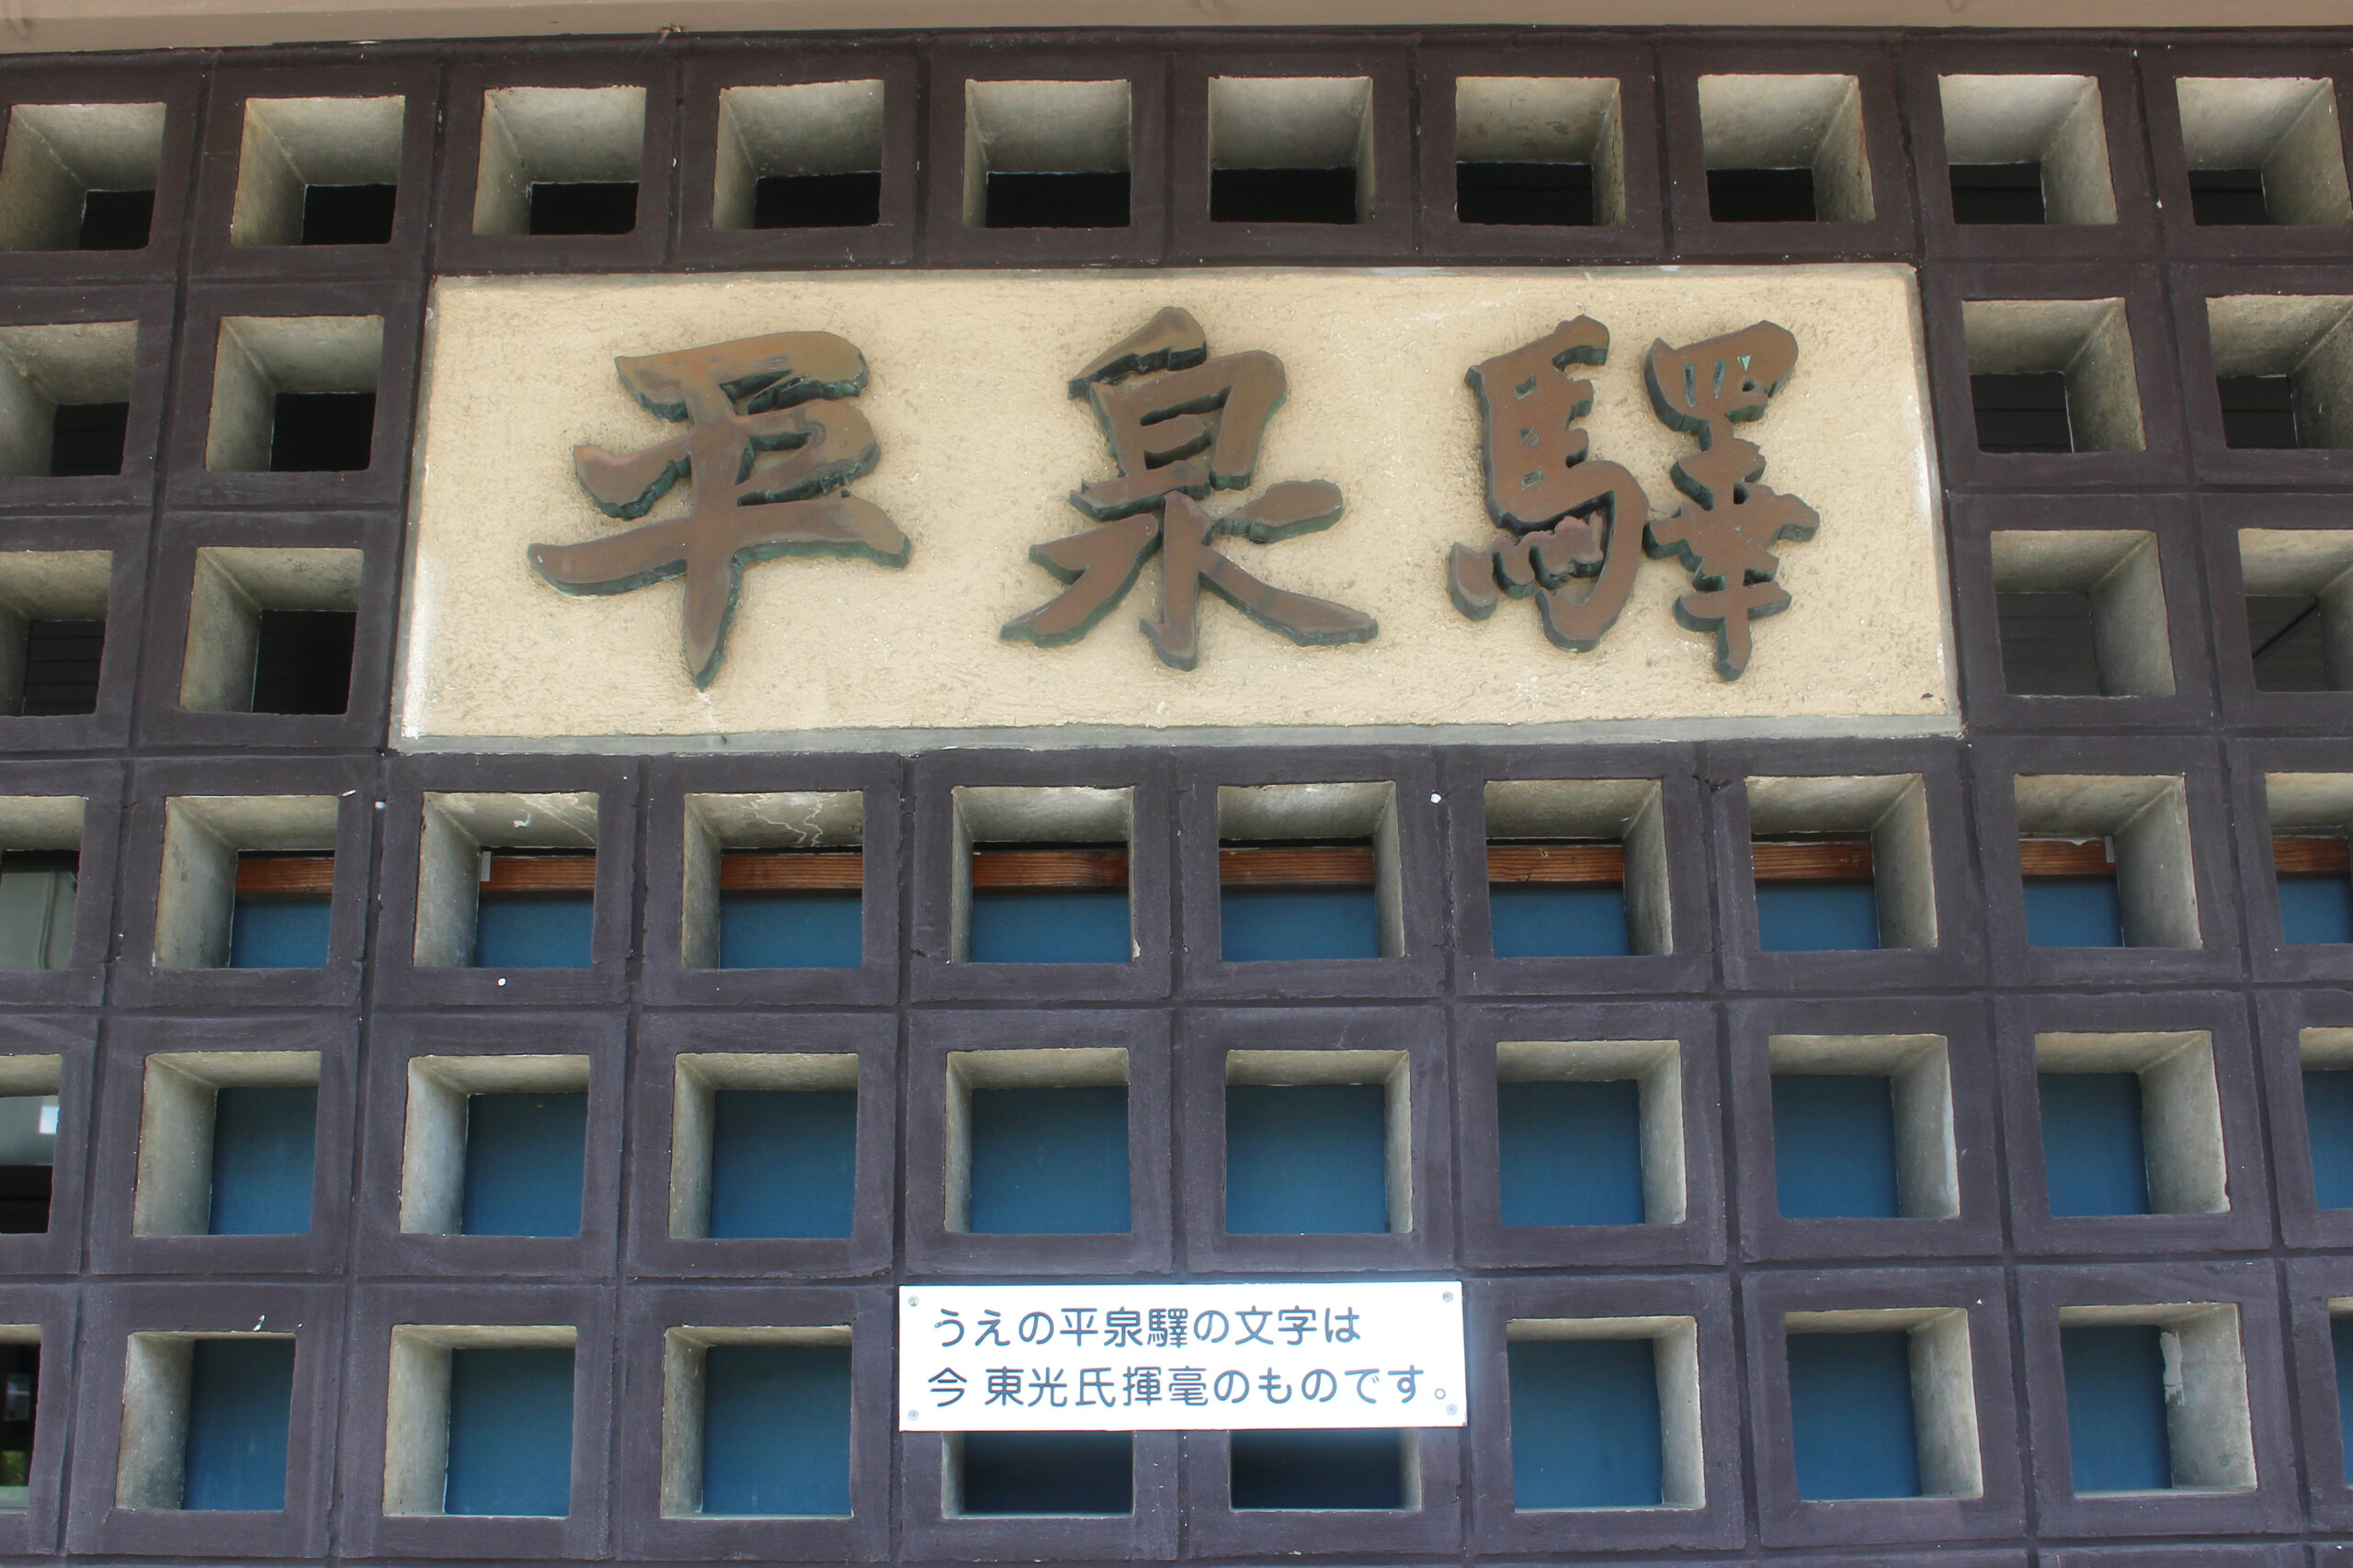 平泉驛
うえの平泉驛の文字は
今 東光氏揮毫のものです。